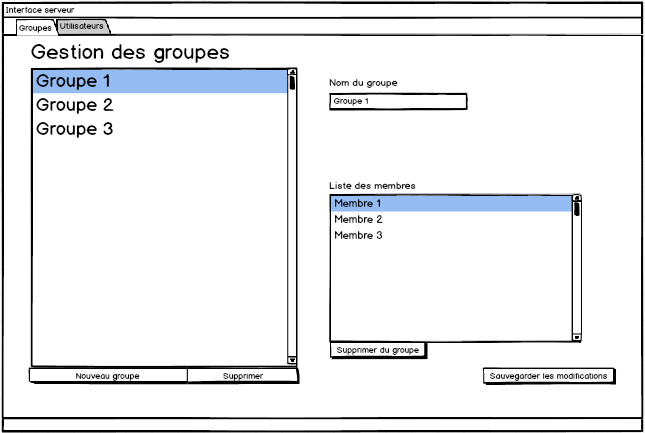 Interface serveur
Groupes
Utilisateurs
Gestion des groupes
Groupe 1
Groupe 2
Groupe 3
Nouveau groupe
Supprimer
Nom du groupe
Groupe 1
Liste des membres
Membre 1
Membre 2
Membre 3
Supprimer du groupe
Sauvegarder les modifications